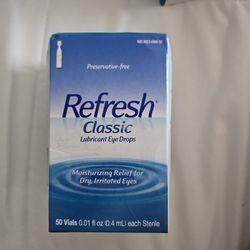 Preservative-free
Refresh®
Classic
Lubricant Eye Drops
Moisturizing Relief for
Dry, Irritated Eyes
50 Vials 0.01 fl oz (0.4 mL) each Sterile